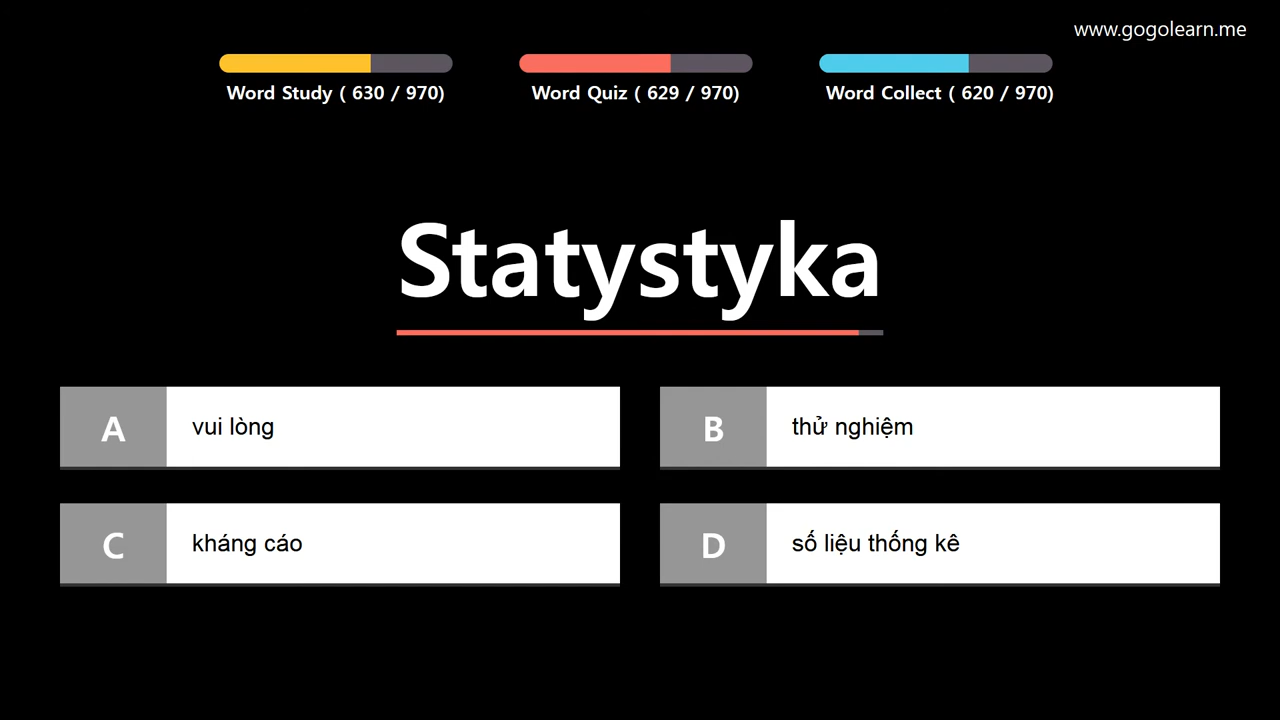 www.gogolearn.me
Word Study ( 630 / 970)
Word Quiz ( 629 / 970)
Word Collect ( 620 / 970)
Statystyka
A
vui lòng
B
thử nghiệm
C
kháng cáo
D
số liệu thống kê